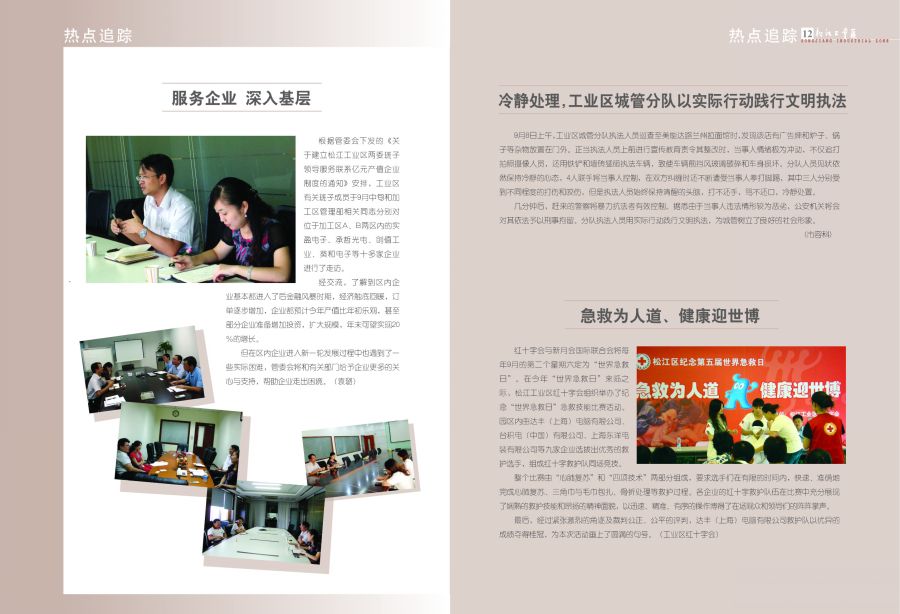 热点追踪
服务企业 深入基层
根据管委会下发的《关
于建立松江工业区两委班子
领导服务联系亿元产值企业
制度的通知》安排，工业区
有关班子成员于9月中旬和加
工区管理部相关同志分别对
位于加工区A、B两区内的实
盈电子、承哲光电、创值工
业、葵和电子等十多家企业
进行了走访。
经交流，了解到区内企
业基本都进入了后金融风暴时期，经济触底回暖，订
单逐步增加，企业都预计今年产值比年初乐观，甚至
部分企业准备增加投资，扩大规模，年末可望实现20
%的增长。
但在区内企业进入新一轮发展过程中也遇到了一
些实际困难，管委会将和有关部门给予企业更多的关
心与支持，帮助企业走出困境。（袁颖）
热点追踪 12
SONGJIANG INDUSTRIAL ZONE
冷静处理，工业区城管分队以实际行动践行文明执法
9月8日上午，工业区城管分队执法人员巡查至美能达路兰州拉面馆时，发现该店有广告牌和炉子、锅
子等杂物放置在门外。正当执法人员上前进行宣传教育责令其整改时，当事人情绪极为冲动，不仅追打
拍照摄像人员，还用铁铲和墙砖猛砸执法车辆，致使车辆前挡风玻璃破碎和车身损坏。分队人员见状依
然保持冷静的心态，4人联手将当事人控制，在双方纠缠时还不断遭受当事人拳打脚踢，其中三人分别受
到不同程度的打伤和咬伤，但是执法人员始终保持清醒的头脑，打不还手，骂不还口，冷静处置。
几分钟后，赶来的警察将暴力抗法者有效控制。据悉由于当事人违法情形较为恶劣，公安机关将会
对其依法予以刑事拘留。分队执法人员用实际行动践行文明执法，为城管树立了良好的社会形象。
（市容科）
急救为人道、健康迎世博
红十字会与新月会国际联合会将每
年9月的第二个星期六定为“世界急救
日”。在今年“世界急救日”来临之
际，松江工业区红十字会组织举办了纪
念“世界急救日”急救技能比赛活动。
园区内由达丰（上海）电脑有限公司、
台积电（中国）有限公司、上海东洋电
装有限公司等九家企业选拔出优秀的救
护选手，组成红十字救护队同场竞技。
松江区纪念第五届世界急救日
急救为人道 健康迎世博
整个比赛由“心肺复苏”和“四项技术”两部分组成，要求选手们在有限的时间内，快速、准确地
完成心肺复苏、三角巾与毛巾包扎、骨折处理等救护过程。各企业的红十字救护队伍在比赛中充分展现
了娴熟的救护技能和昂扬的精神面貌，以迅速、精准、有序的操作博得了在场观众和领导们的阵阵掌声。
最后，经过紧张激烈的角逐及裁判公正、公平的评判，达丰（上海）电脑有限公司救护队以优异的
成绩夺得桂冠，为本次活动画上了圆满的句号。（工业区红十字会）